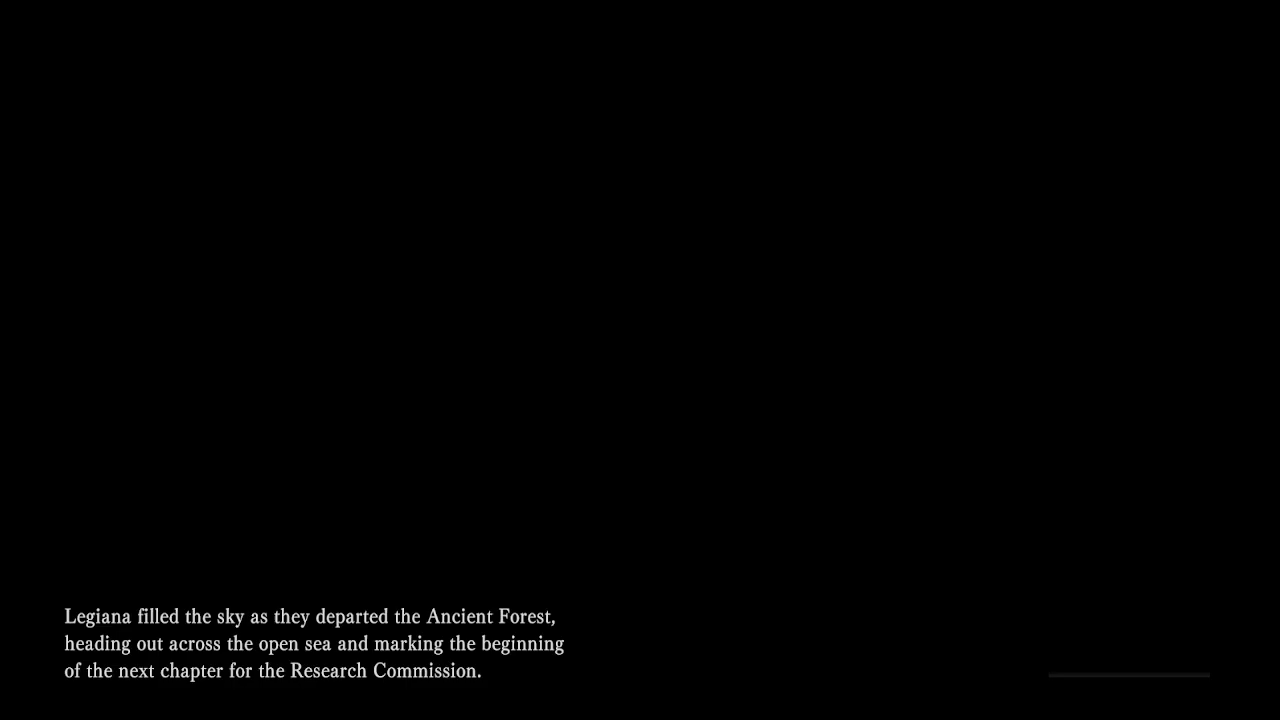 Legiana filled the sky as they departed the Ancient Forest,
heading out across the open sea and marking the beginning
of the next chapter for the Research Commission.